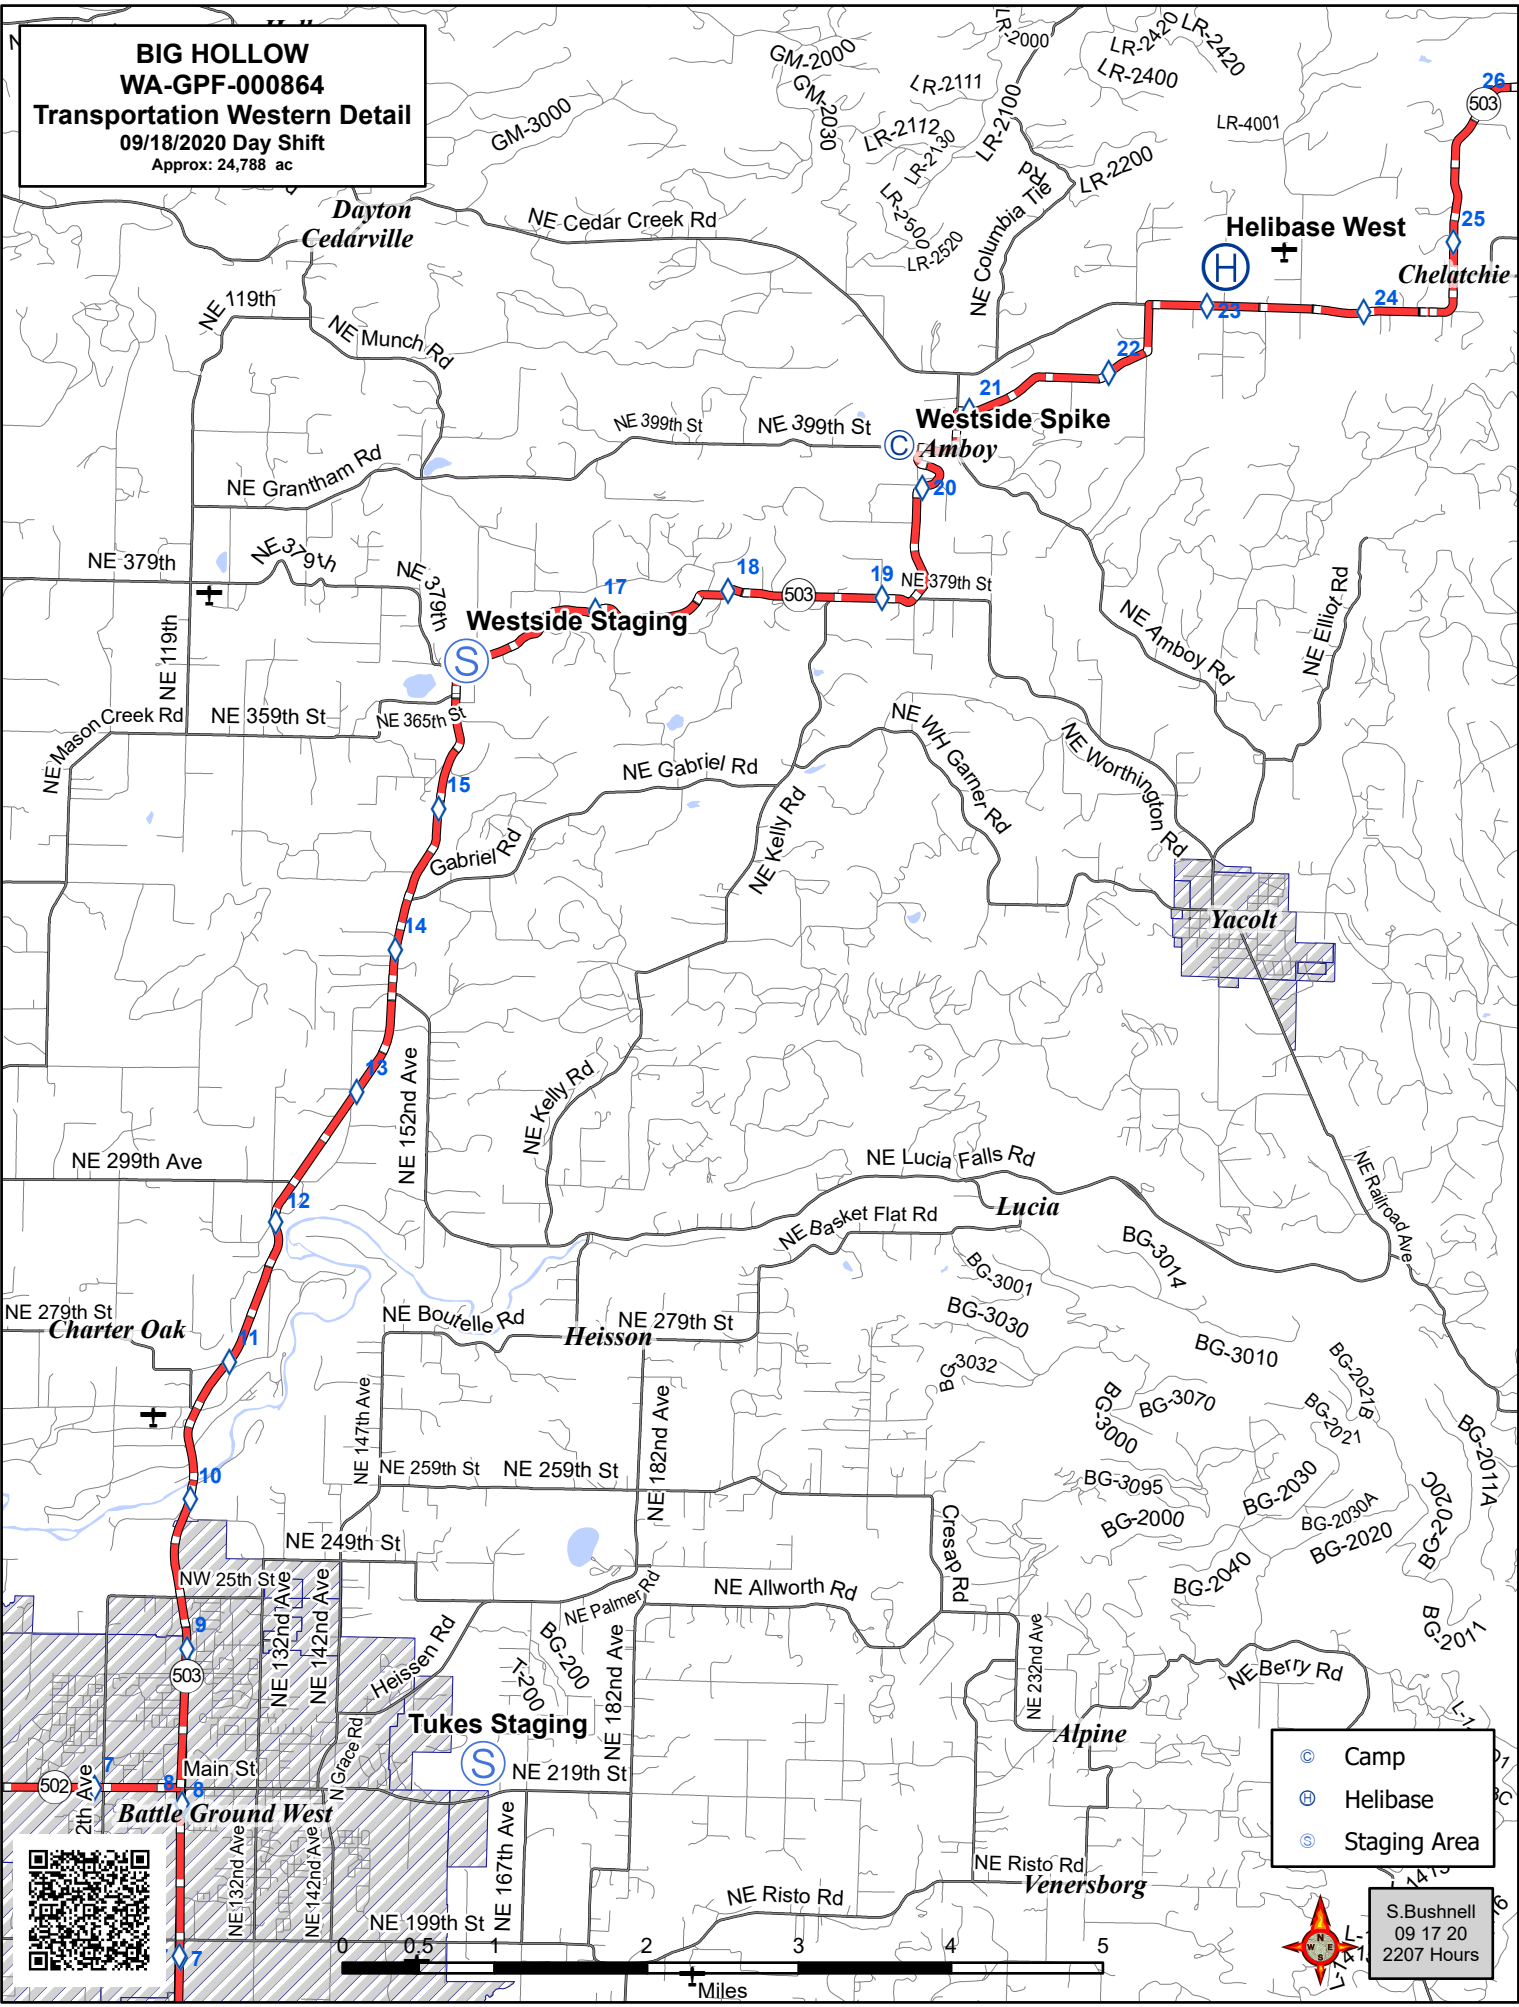 BIG HOLLOW
WA-GPF-000864
Transportation Western Detail
09/18/2020 Day Shift
Approx: 24,788 ac
GM-2000
GM-2030
GM-3000
LR-2000
LR-2420
LR-2420
LR-2400
LR-2111
LR-2100
LR-2112
LR-2130
LR-2200
LR-2500
LR-2520
LR-4001
26
503
Dayton
Cedarville
NE Cedar Creek Rd
NE Columbia Tie Rd
Helibase West
H
25
Chelatchie
NE 119th
NE Munch Rd
23
24
22
21
NE 399th St
NE 399th St
Westside Spike
C
Amboy
NE Grantham Rd
20
NE 379th
NE 379th
NE 379th
17
18
503
19
NE 379th St
Westside Staging
S
NE 119th
NE Amboy Rd
NE Elliot Rd
NE Mason Creek Rd
NE 359th St
NE 365th St
NE WH Garner Rd
NE Worthington Rd
NE Gabriel Rd
15
NE Kelly Rd
Gabriel Rd
14
Yacolt
13
NE 152nd Ave
NE Kelly Rd
NE 299th Ave
NE Lucia Falls Rd
NE Railroad Ave
12
Lucia
NE Basket Flat Rd
BG-3014
BG-3001
NE 279th St
Charter Oak
11
NE Boutelle Rd
Heisson
NE 279th St
BG-3030
BG-3010
BG-3032
BG-2021B
BG-3070
BG-2021
BG-3000
BG-2011A
NE 147th Ave
NE 182nd Ave
10
NE 259th St
NE 259th St
BG-3095
BG-2030
BG-2030A
BG-2000
BG-2020
BG-2020C
Cresap Rd
NE 249th St
NW 25th St
NE Allworth Rd
BG-2040
BG-2011
NE Palmer Rd
NE 132nd Ave
NE 142nd Ave
9
503
Heissen Rd
BG-200
T-200
NE 182nd Ave
NE 232nd Ave
NE Berry Rd
Tukes Staging
S
Alpine
N Grace Rd
Main St
7
502
8
8
NE 219th St
Battle Ground West
NE 132nd Ave
NE 142nd Ave
NE 167th Ave
NE Risto Rd
NE Risto Rd
Venersborg
NE 199th St
7
0 0.5 1 2 3 4 5
Miles
C Camp
H Helibase
S Staging Area
N
W E
S
S.Bushnell
09 17 20
2207 Hours